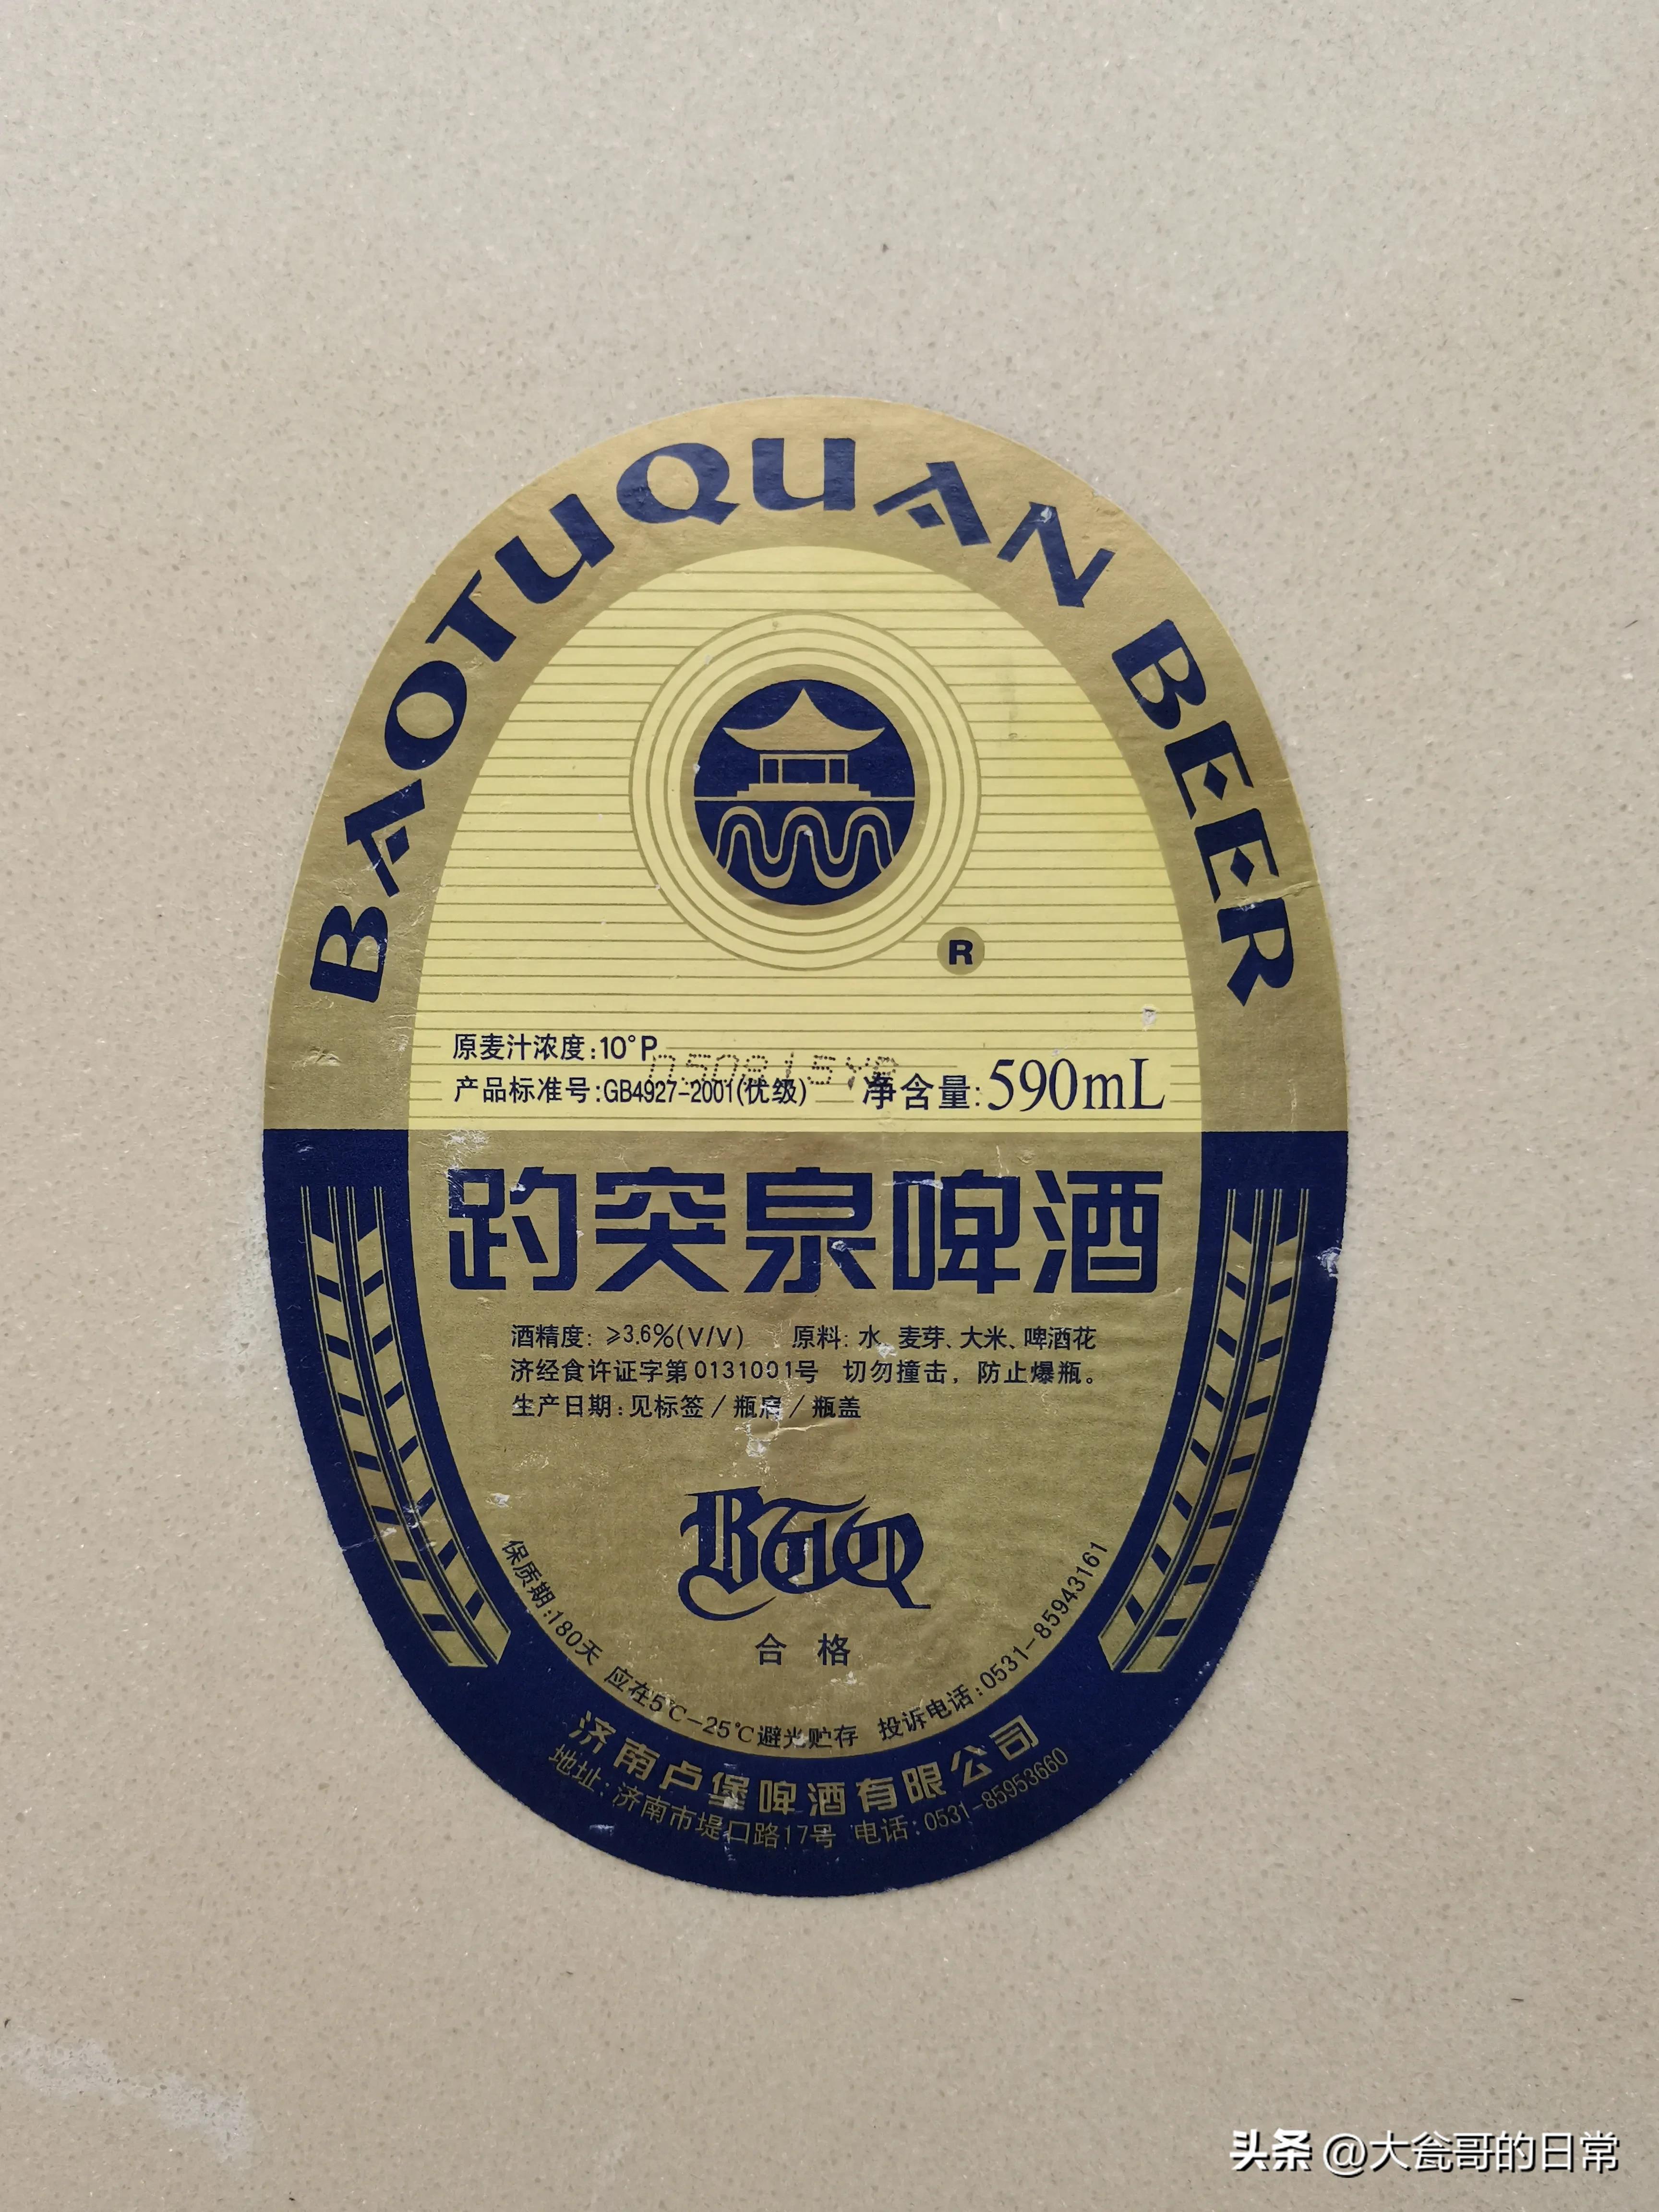 BAOTUQUAN BEER
R
原麦汁浓度:10°P
050815YP
产品标准号:GB4927-2001(优级) 净含量:590mL
趵突泉啤酒
酒精度: ≥3.6%(V/V) 原料: 水、麦芽、大米、啤酒花
济经食许证字第0131001号 切勿撞击，防止爆瓶。
生产日期:见标签/瓶肩/瓶盖
BTQ
合格
保质期:180天 应在5℃-25℃避光贮存 投诉电话:0531-85943161
济南卢堡啤酒有限公司
地址: 济南市堤口路17号 电话:0531-85953660
头条 @大瓮哥的日常